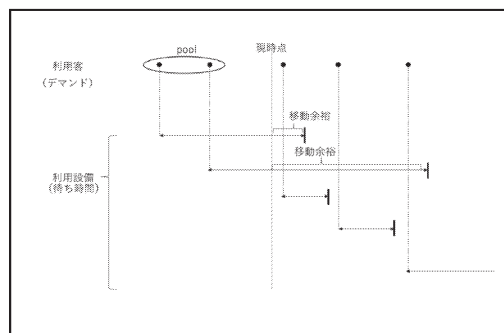 pool
現時点
利用客
(デマンド)
移動余裕
移動余裕
利用設備
(待ち時間)